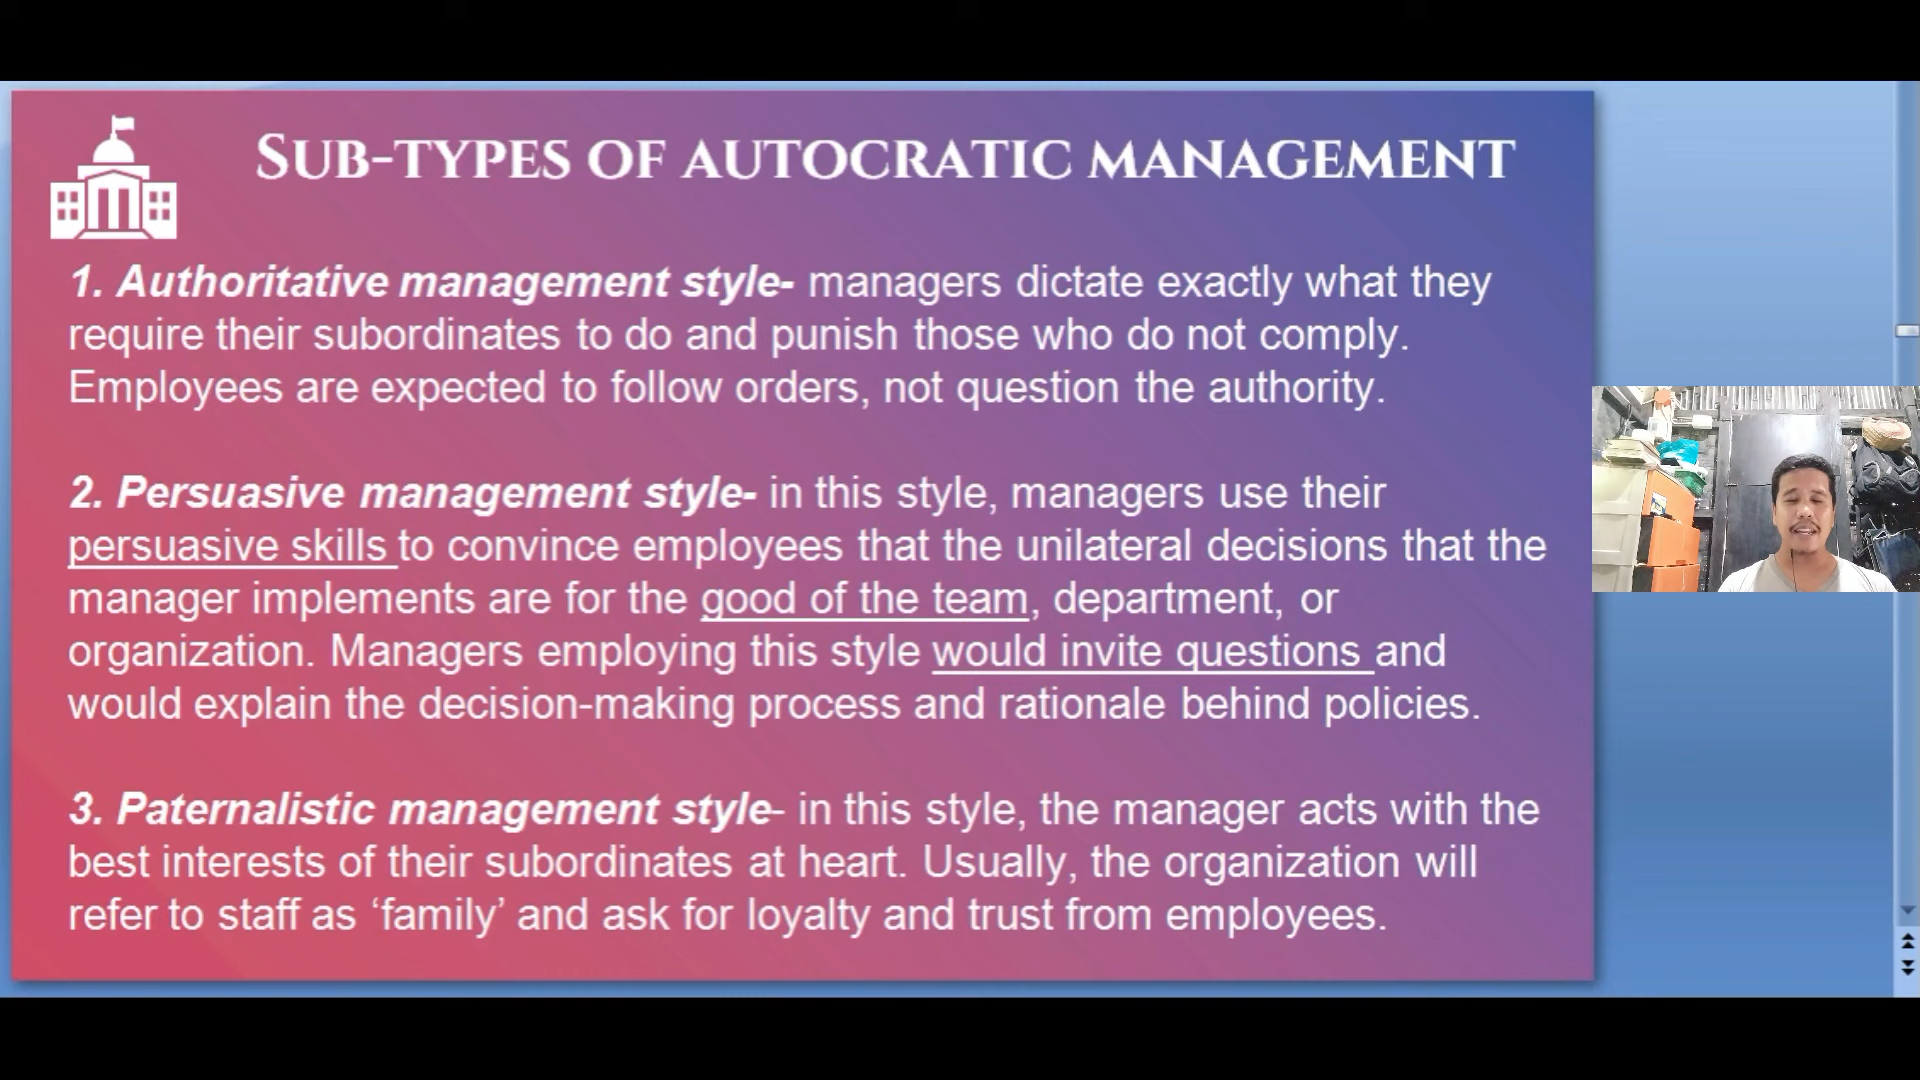 SUB-TYPES OF AUTOCRATIC MANAGEMENT
1. Authoritative management style- managers dictate exactly what they
require their subordinates to do and punish those who do not comply.
Employees are expected to follow orders, not question the authority.
2. Persuasive management style- in this style, managers use their
persuasive skills to convince employees that the unilateral decisions that the
manager implements are for the good of the team, department, or
organization. Managers employing this style would invite questions and
would explain the decision-making process and rationale behind policies.
3. Paternalistic management style- in this style, the manager acts with the
best interests of their subordinates at heart. Usually, the organization will
refer to staff as ‘family’ and ask for loyalty and trust from employees.